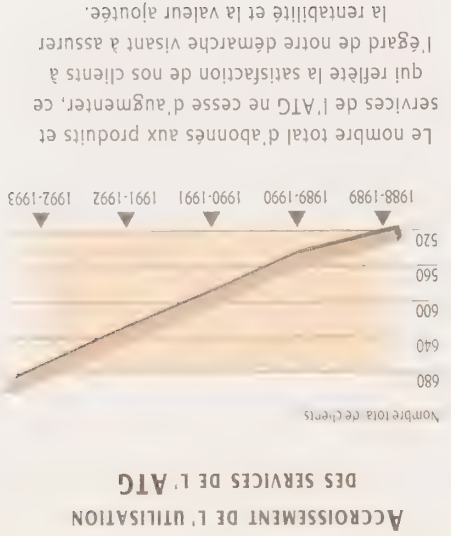 ACCROISSEMENT DE L'UTILISATION
DES SERVICES DE L'ATG
Nombre total de clients
680
640
600
560
520
1988-1989 1989-1990 1990-1991 1991-1992 1992-1993
Le nombre total d'abonnés aux produits et
services de l'ATG ne cesse d'augmenter, ce
qui reflète la satisfaction de nos clients à
l'égard de notre démarche visant à assurer
la rentabilité et la valeur ajoutée.